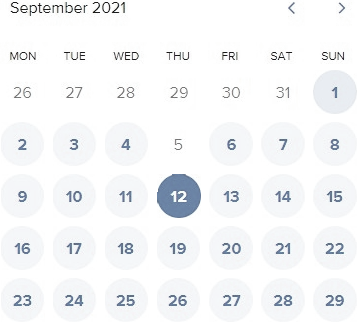 September 2021
MON TUE WED THU FRI SAT SUN
26 27 28 29 30 31 1
2 3 4 5 6 7 8
9 10 11 12 13 14 15
16 17 18 19 20 21 22
23 24 25 26 27 28 29